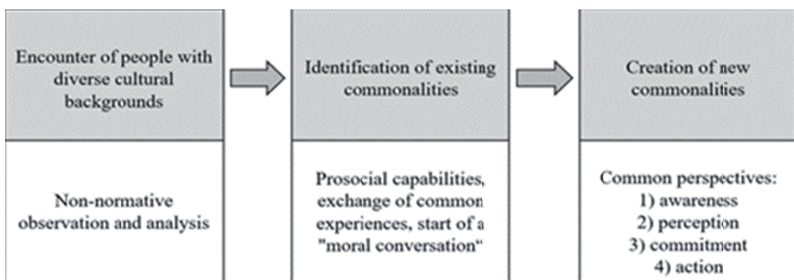 Encounter of people with
diverse cultural
backgrounds
Non-normative
observation and analysis
Identification of existing
commonalities
Prosocial capabilities,
exchange of common
experiences, start of a
"moral conversation“
Creation of new
commonalities
Common perspectives:
1) awareness
2) perception
3) commitment
4) action